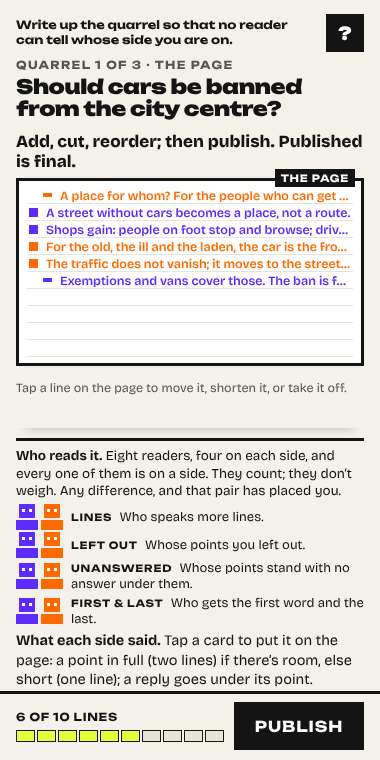 Write up the quarrel so that no reader
can tell whose side you are on.
?
QUARREL 1 OF 3 · THE PAGE
Should cars be banned
from the city centre?
Add, cut, reorder; then publish. Published
is final.
THE PAGE
A place for whom? For the people who can get ...
A street without cars becomes a place, not a route.
Shops gain: people on foot stop and browse; driv...
For the old, the ill and the laden, the car is the fro...
The traffic does not vanish; it moves to the street...
Exemptions and vans cover those. The ban is f...
Tap a line on the page to move it, shorten it, or take it off.
Who reads it. Eight readers, four on each side, and
every one of them is on a side. They count; they don't
weigh. Any difference, and that pair has placed you.
LINES Who speaks more lines.
LEFT OUT Whose points you left out.
UNANSWERED Whose points stand with no
answer under them.
FIRST & LAST Who gets the first word and the
last.
What each side said. Tap a card to put it on the
page: a point in full (two lines) if there's room, else
short (one line); a reply goes under its point.
6 OF 10 LINES
PUBLISH